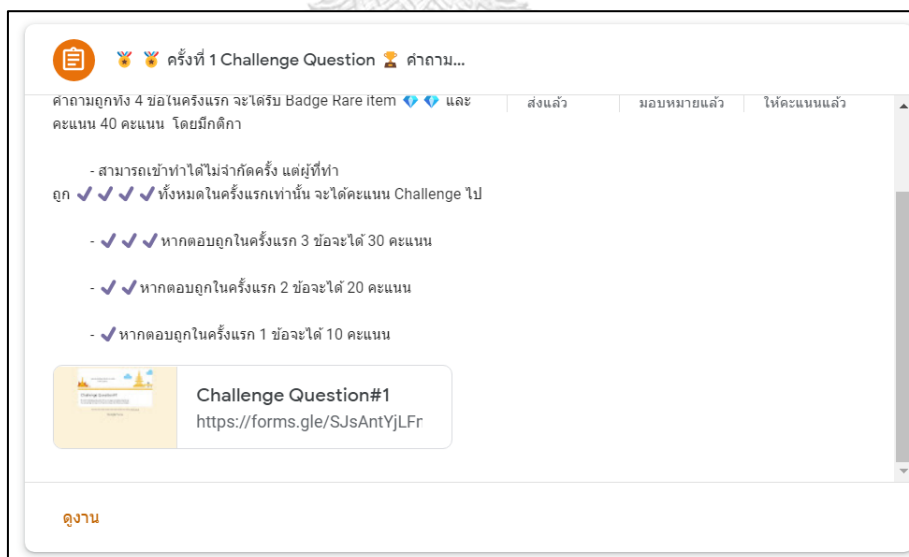 ครั้งที่ 1 Challenge Question 🏆 คำถาม...
คำถามถูกทั้ง 4 ข้อในครั้งแรก จะได้รับ Badge Rare item 💎 💎 และ
คะแนน 40 คะแนน โดยมีกติกา
ส่งแล้ว
มอบหมายแล้ว
ให้คะแนนแล้ว
- สามารถเข้าทำได้ไม่จำกัดครั้ง แต่ผู้ที่ทำ
ถูก ✓ ✓ ✓ ✓ ทั้งหมดในครั้งแรกเท่านั้น จะได้คะแนน Challenge ไป
- ✓ ✓ ✓ หากตอบถูกในครั้งแรก 3 ข้อจะได้ 30 คะแนน
- ✓ ✓ หากตอบถูกในครั้งแรก 2 ข้อจะได้ 20 คะแนน
- ✓ หากตอบถูกในครั้งแรก 1 ข้อจะได้ 10 คะแนน
Challenge Question#1
https://forms.gle/SJsAntYjLFr
ดูงาน